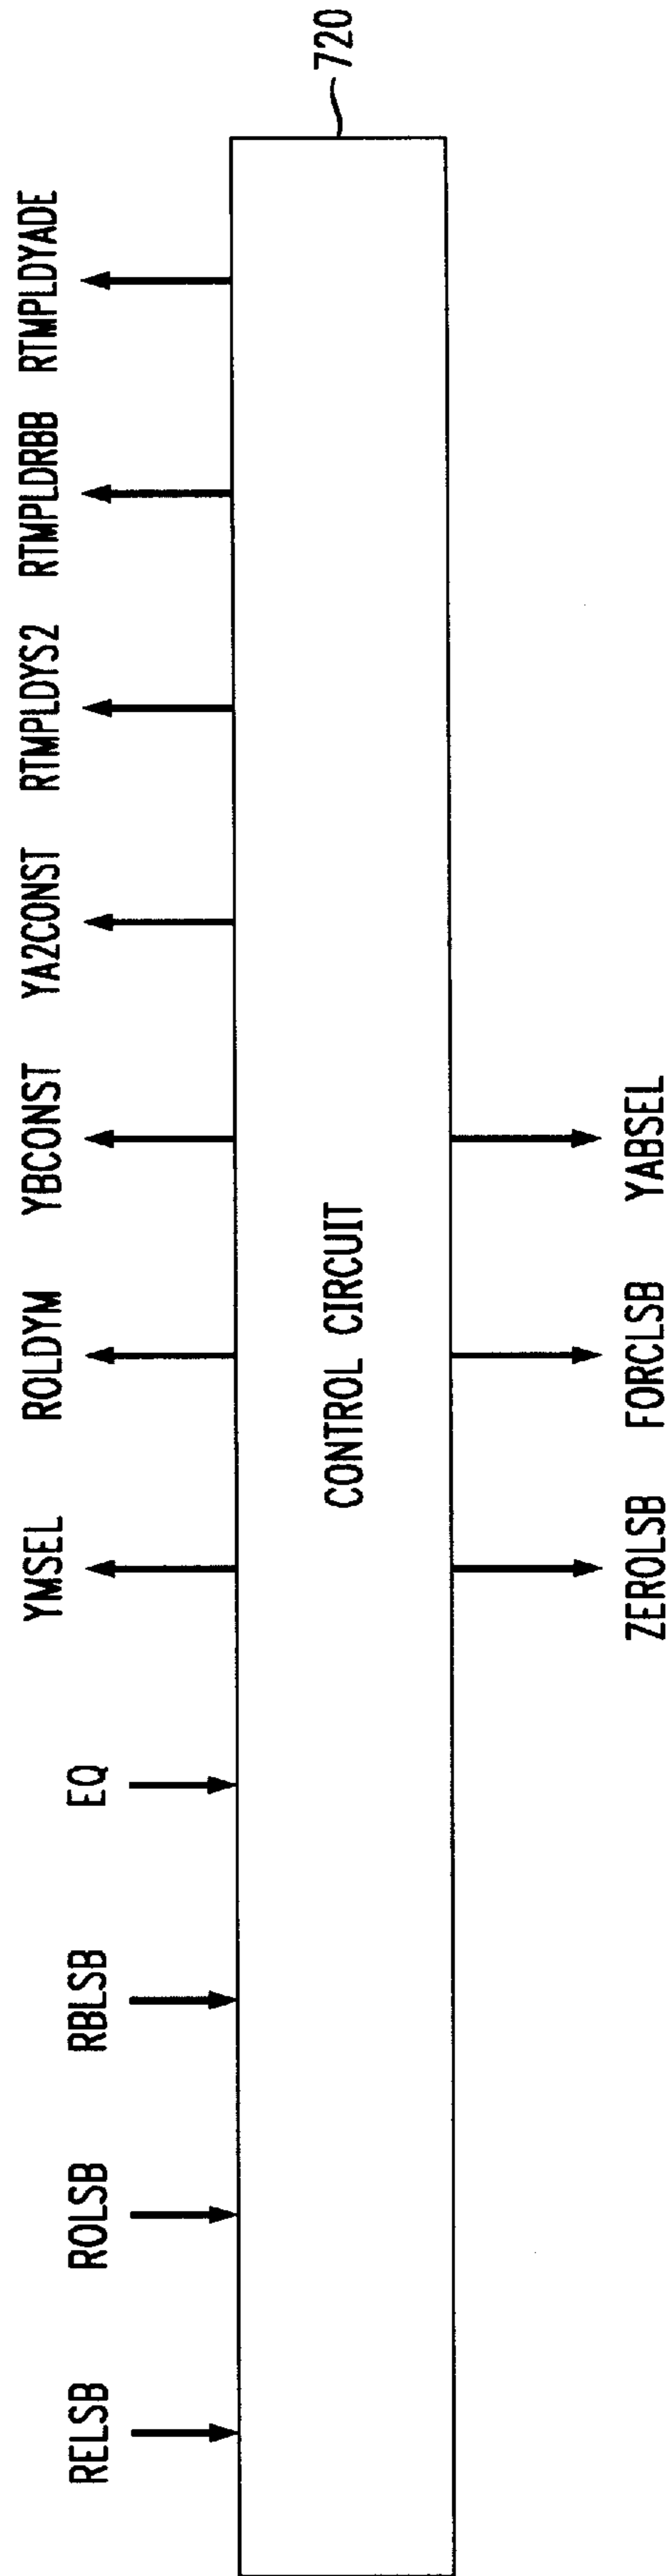 RELSB
ROLSB
RBLSB
EQ
YMSEL
ROLDYM
YBCONST
YA2CONST
RTMPLDYS2
RTMPLDRBB
RTMPLDYADE
CONTROL CIRCUIT
720
ZEROLSB
FORCLSB
YABSEL